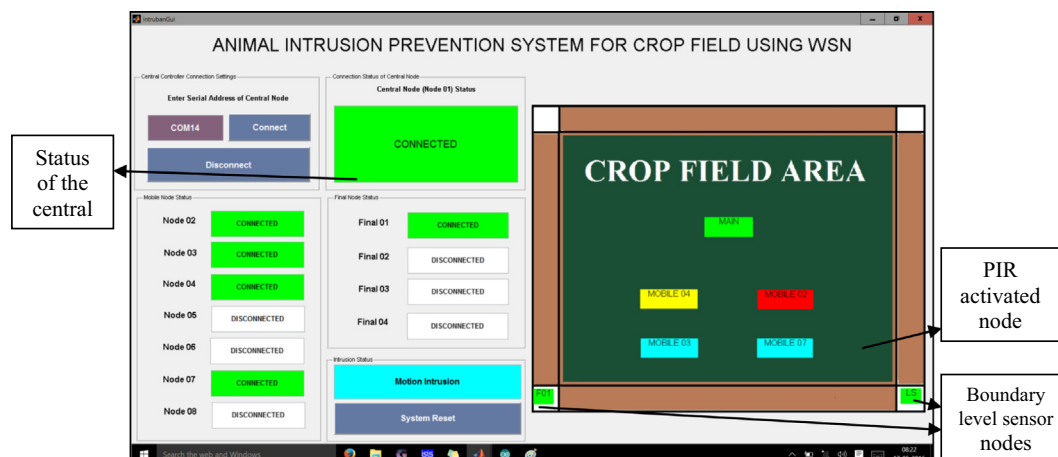 intrubanGui
ANIMAL INTRUSION PREVENTION SYSTEM FOR CROP FIELD USING WSN
Central Controller Connection Settings
Enter Serial Address of Central Node
COM14
Connect
Disconnect
Connection Status of Central Node
Central Node (Node 01) Status
CONNECTED
Status
of the
central
Mobile Node Status
Node 02 CONNECTED
Node 03 CONNECTED
Node 04 CONNECTED
Node 05 DISCONNECTED
Node 06 DISCONNECTED
Node 07 CONNECTED
Node 08 DISCONNECTED
Final Node Status
Final 01 CONNECTED
Final 02 DISCONNECTED
Final 03 DISCONNECTED
Final 04 DISCONNECTED
Intrusion Status
Motion Intrusion
System Reset
CROP FIELD AREA
MAIN
MOBILE 04
MOBILE 02
MOBILE 03
MOBILE 07
F01
LS
PIR
activated
node
Boundary
level sensor
nodes
Search the web and Windows
isis
08:22